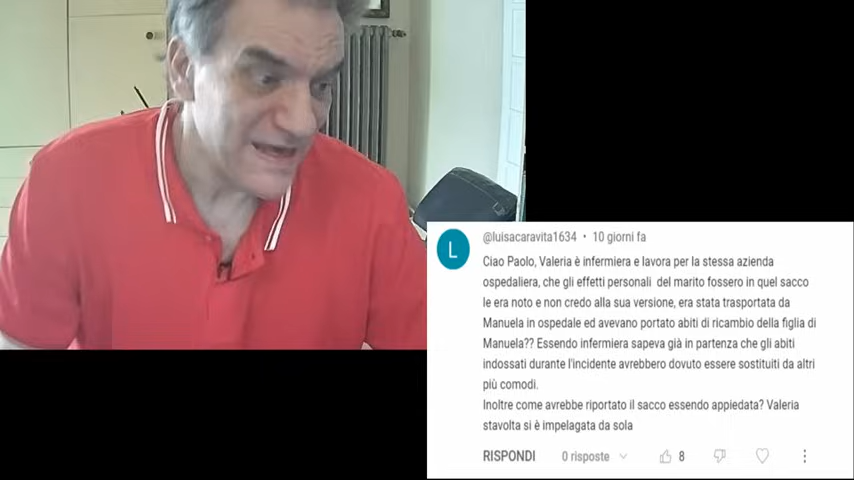 L
@luisacaravita1634 • 10 giorni fa
Ciao Paolo, Valeria è infermiera e lavora per la stessa azienda
ospedaliera, che gli effetti personali del marito fossero in quel sacco
le era noto e non credo alla sua versione, era stata trasportata da
Manuela in ospedale ed avevano portato abiti di ricambio della figlia di
Manuela?? Essendo infermiera sapeva già in partenza che gli abiti
indossati durante l'incidente avrebbero dovuto essere sostituiti da altri
più comodi.
Inoltre come avrebbe riportato il sacco essendo appiedata? Valeria
stavolta si è impelagata da sola
RISPONDI 0 risposte 8